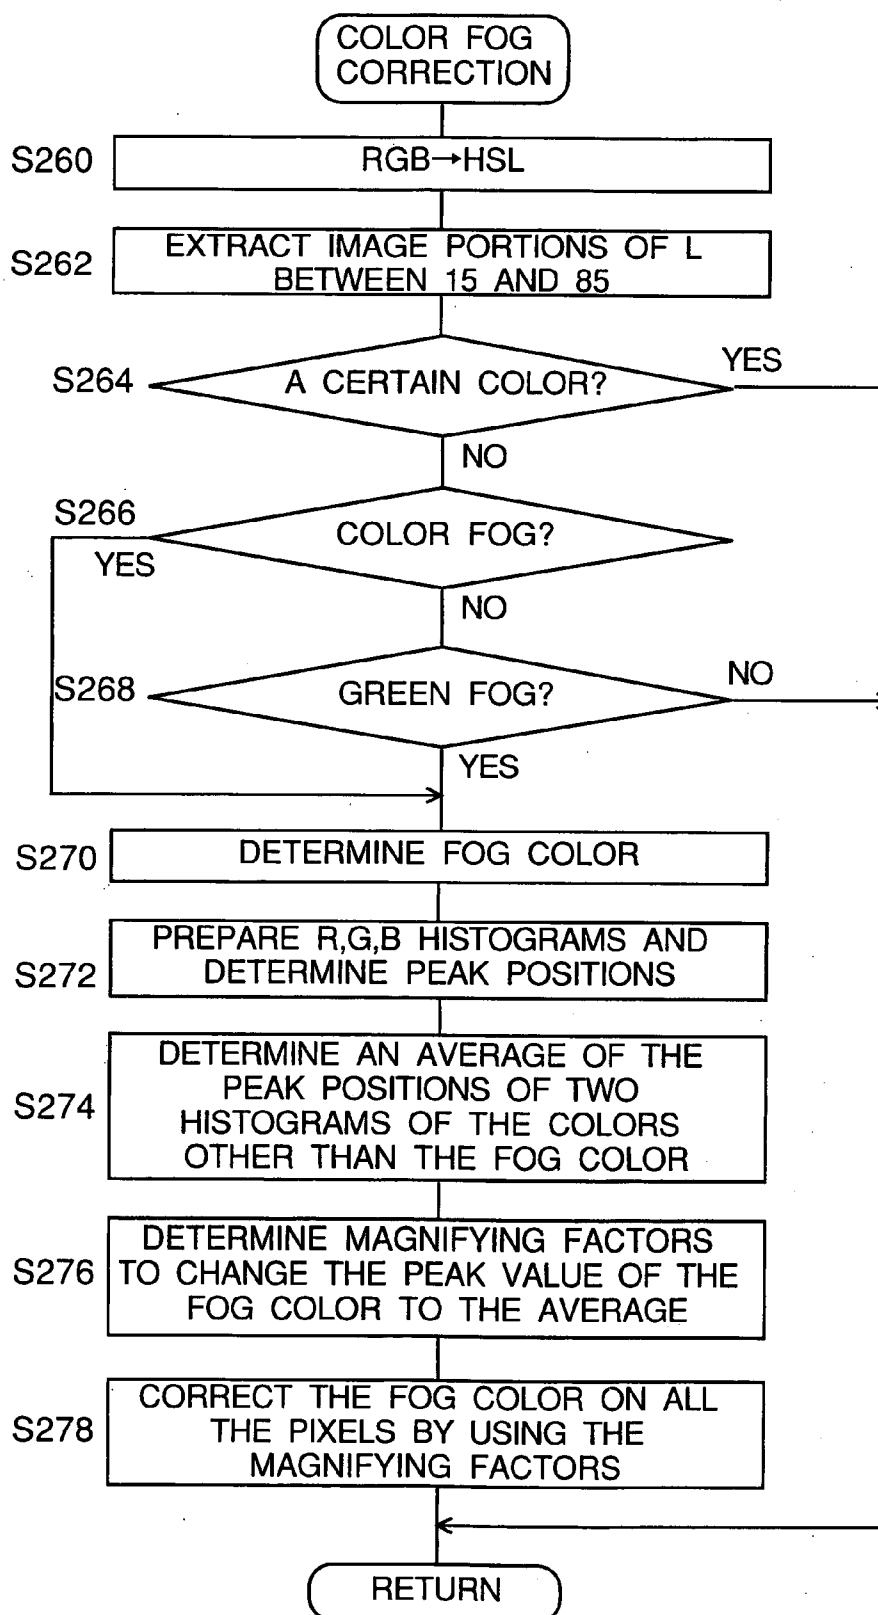 COLOR FOG
CORRECTION
S260
RGB→HSL
S262
EXTRACT IMAGE PORTIONS OF L
BETWEEN 15 AND 85
S264
A CERTAIN COLOR?
YES
NO
S266
COLOR FOG?
YES
NO
S268
GREEN FOG?
NO
YES
S270
DETERMINE FOG COLOR
S272
PREPARE R,G,B HISTOGRAMS AND
DETERMINE PEAK POSITIONS
S274
DETERMINE AN AVERAGE OF THE
PEAK POSITIONS OF TWO
HISTOGRAMS OF THE COLORS
OTHER THAN THE FOG COLOR
S276
DETERMINE MAGNIFYING FACTORS
TO CHANGE THE PEAK VALUE OF THE
FOG COLOR TO THE AVERAGE
S278
CORRECT THE FOG COLOR ON ALL
THE PIXELS BY USING THE
MAGNIFYING FACTORS
RETURN